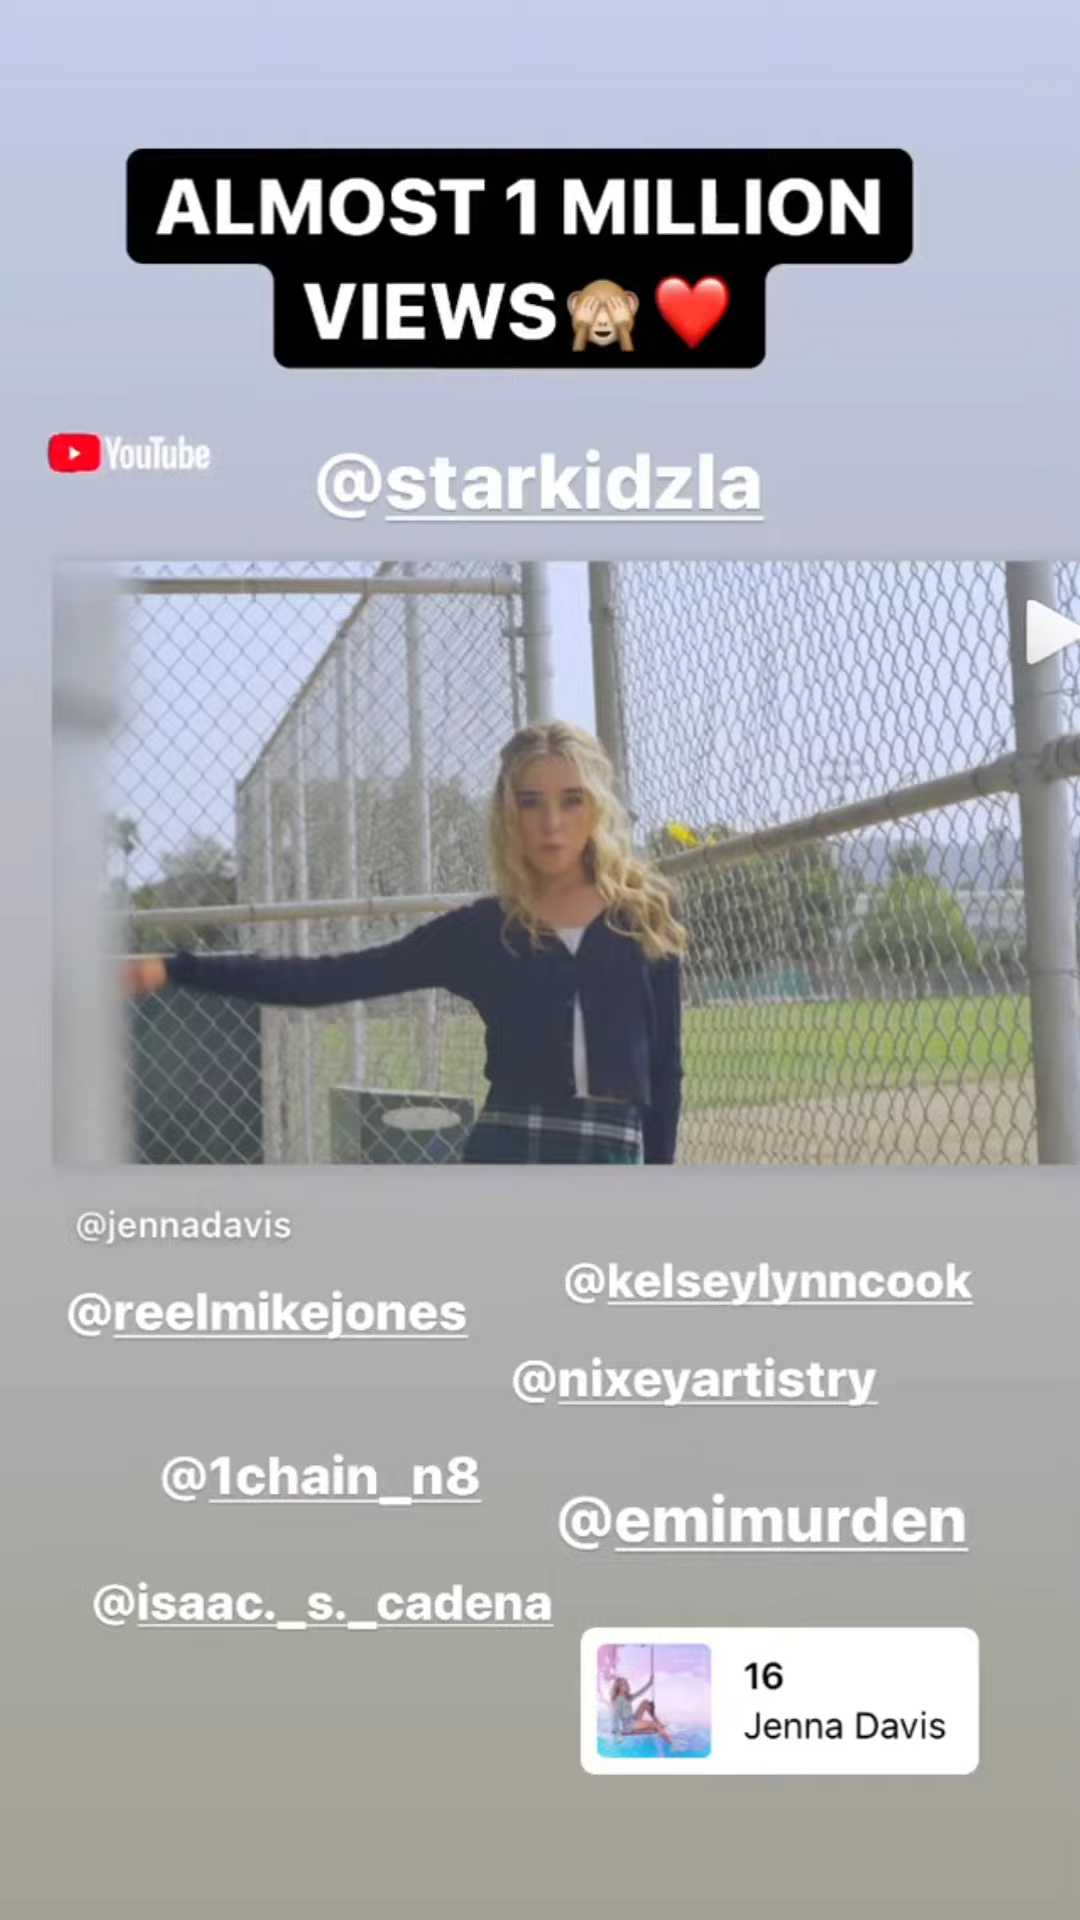 ALMOST 1 MILLION
VIEWS🙈❤️
YouTube
@starkidzla
@jennadavis
@kelseylynncook
@reelmikejones
@nixeyartistry
@1chain_n8
@emimurden
@isaac._s._cadena
16
Jenna Davis